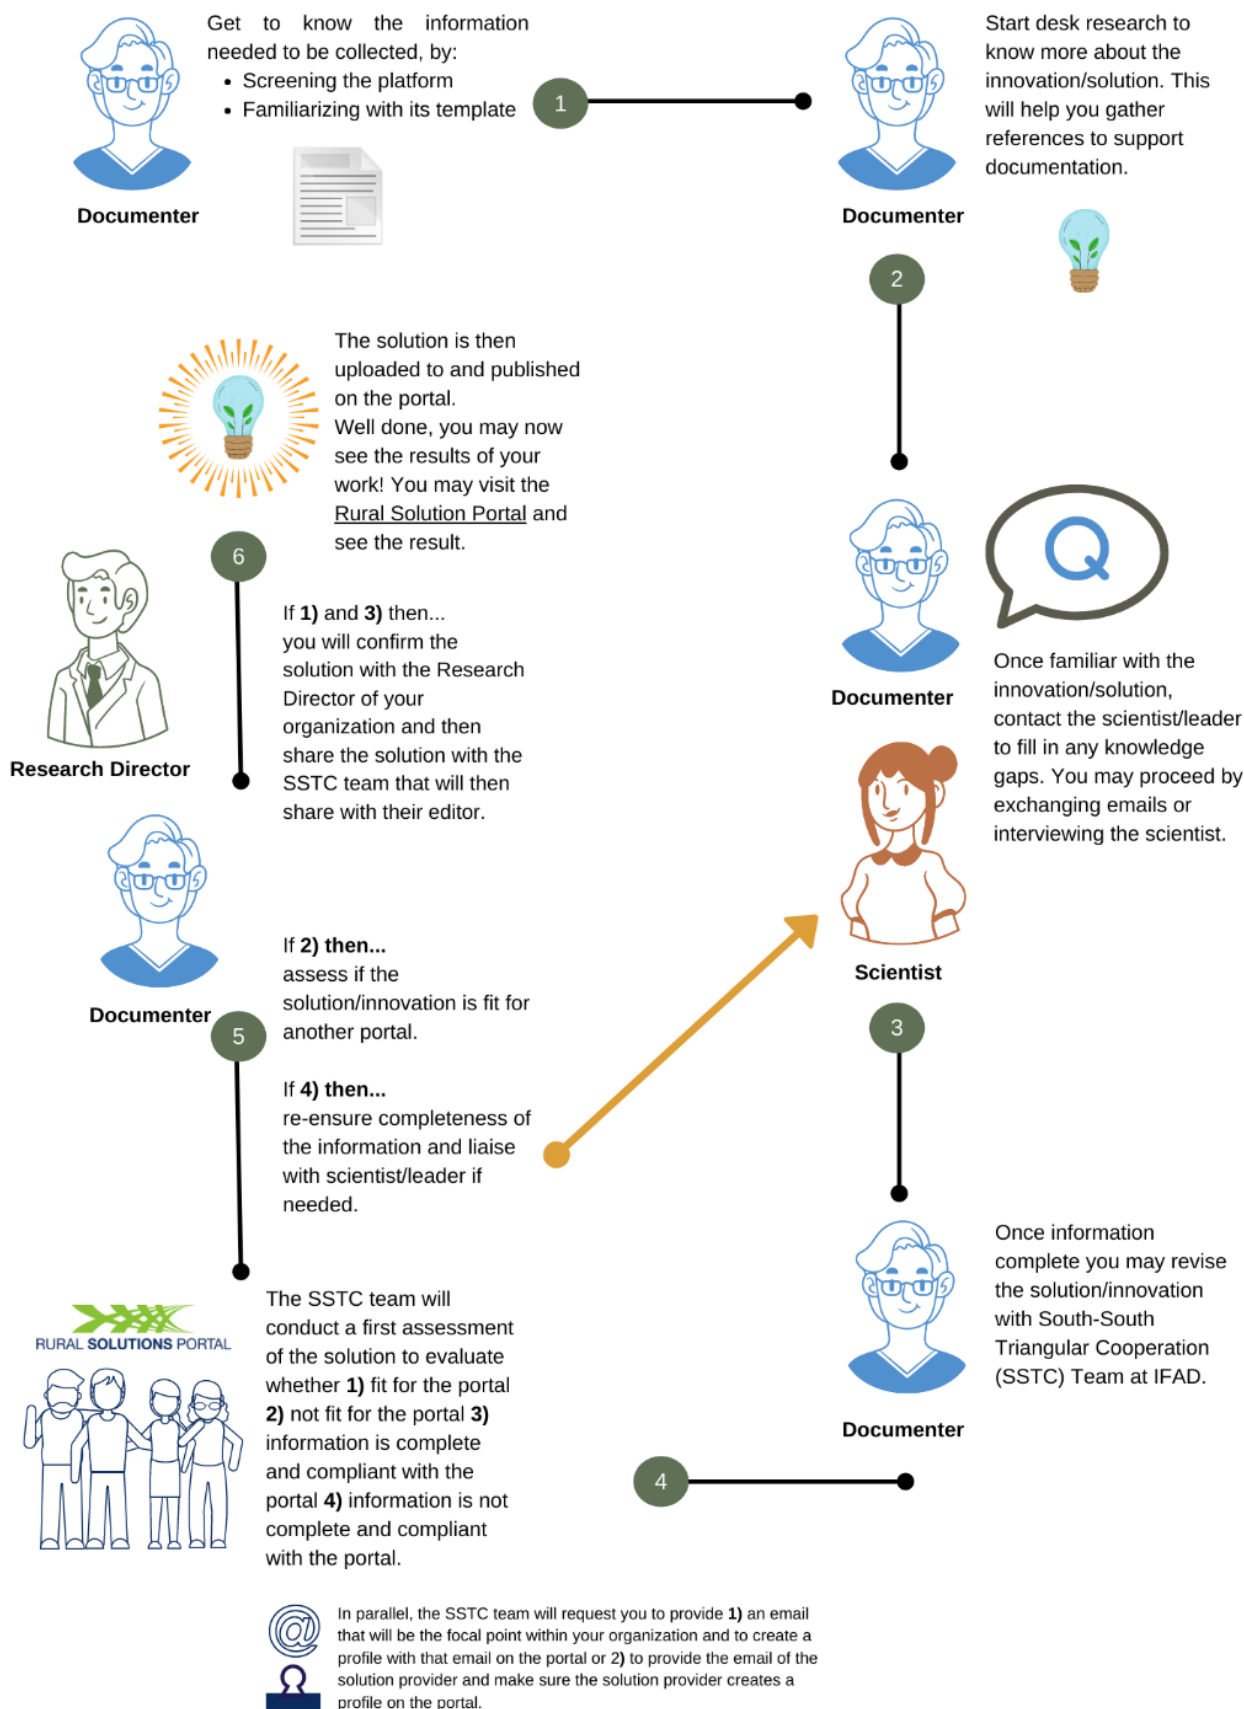 Get to know the information
needed to be collected, by:
• Screening the platform
• Familiarizing with its template
Documenter
1
Start desk research to
know more about the
innovation/solution. This
will help you gather
references to support
documentation.
Documenter
2
Q
Documenter
Once familiar with the
innovation/solution,
contact the scientist/leader
to fill in any knowledge
gaps. You may proceed by
exchanging emails or
interviewing the scientist.
Scientist
3
Once information
complete you may revise
the solution/innovation
with South-South
Triangular Cooperation
(SSTC) Team at IFAD.
Documenter
4
RURAL SOLUTIONS PORTAL
The SSTC team will
conduct a first assessment
of the solution to evaluate
whether 1) fit for the portal
2) not fit for the portal 3)
information is complete
and compliant with the
portal 4) information is not
complete and compliant
with the portal.
@
In parallel, the SSTC team will request you to provide 1) an email
that will be the focal point within your organization and to create a
profile with that email on the portal or 2) to provide the email of the
solution provider and make sure the solution provider creates a
profile on the portal.
5
Documenter
If 2) then...
assess if the
solution/innovation is fit for
another portal.
If 4) then...
re-ensure completeness of
the information and liaise
with scientist/leader if
needed.
Research Director
If 1) and 3) then...
you will confirm the
solution with the Research
Director of your
organization and then
share the solution with the
SSTC team that will then
share with their editor.
6
The solution is then
uploaded to and published
on the portal.
Well done, you may now
see the results of your
work! You may visit the
Rural Solution Portal and
see the result.